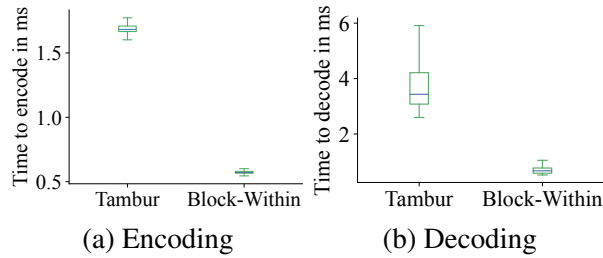 Time to encode in ms
1.5
1.0
0.5
Tambur
Block-Within
(a) Encoding
Time to decode in ms
6
4
2
Tambur
Block-Within
(b) Decoding